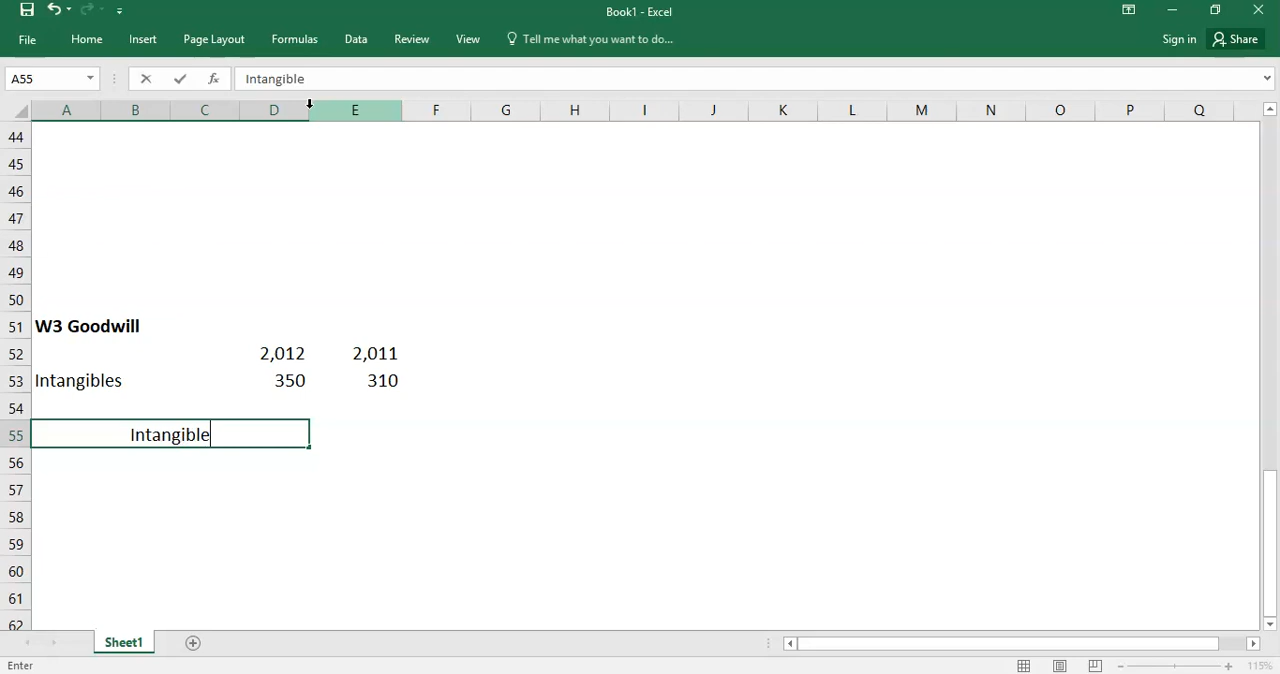 Book1 - Excel
File Home Insert Page Layout Formulas Data Review View Tell me what you want to do... Sign in Share
A55 fx Intangible
A B C D E F G H I J K L M N O P Q
44
45
46
47
48
49
50
51 W3 Goodwill
52 2,012 2,011
53 Intangibles 350 310
54
55 Intangible
56
57
58
59
60
61
62
Sheet1
Enter 115%